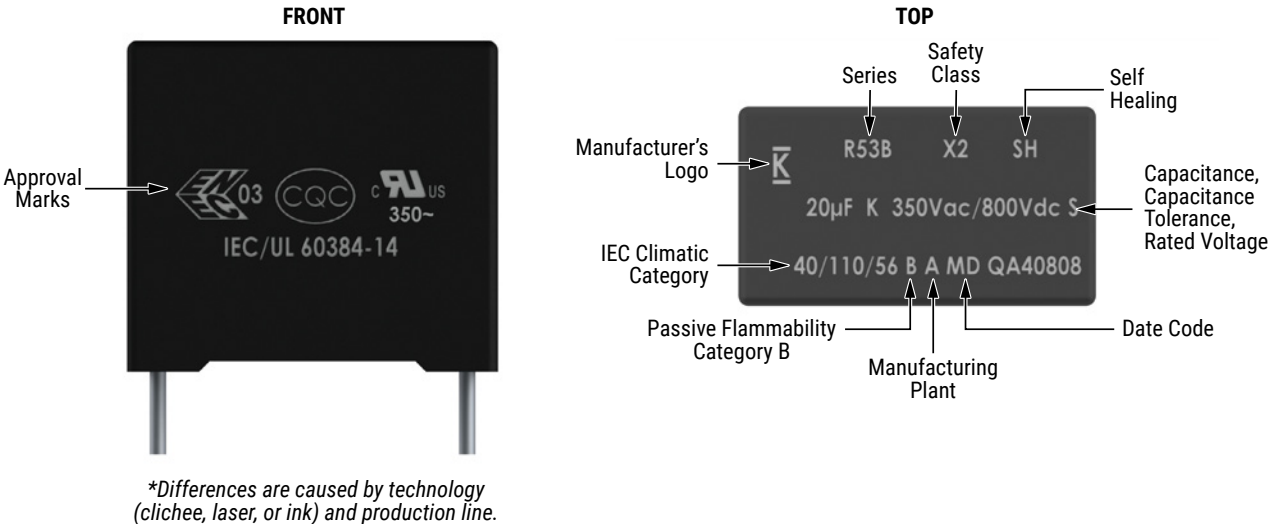 FRONT
Approval
Marks
03
CQC
c RU US
350~
IEC/UL 60384-14
*Differences are caused by technology
(clichee, laser, or ink) and production line.
TOP
Series
Safety
Class
Self
Healing
Manufacturer's
Logo
K R53B X2 SH
20µF K 350Vac/800Vdc S
Capacitance,
Capacitance
Tolerance,
Rated Voltage
IEC Climatic
Category
40/110/56 B A MD QA40808
Passive Flammability
Category B
Manufacturing
Plant
Date Code